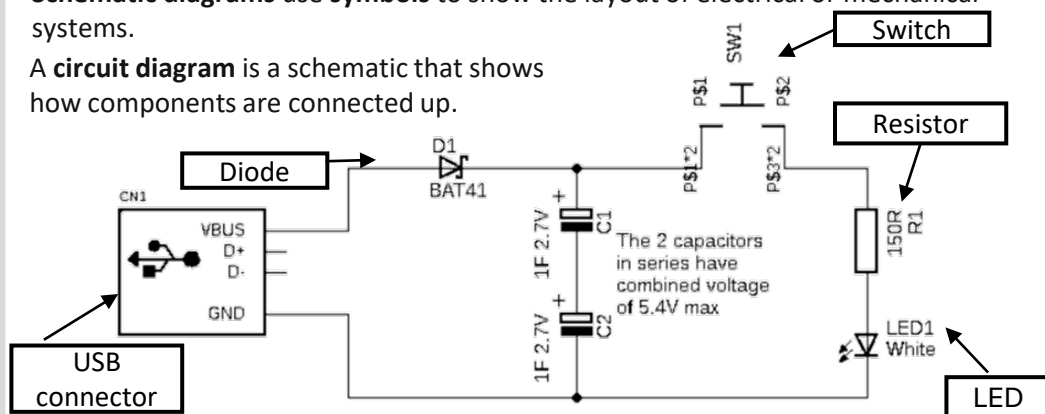 Schematic diagrams use symbols to show the layout of electrical or mechanical
systems.
A circuit diagram is a schematic that shows
how components are connected up.
Switch
SW1
P$1
P$2
P$1*2
P$3*2
Resistor
150R
R1
Diode
D1
BAT41
CN1
VBUS
D+
D-
GND
+
1F 2.7V
C1
The 2 capacitors
in series have
combined voltage
of 5.4V max
+
1F 2.7V
C2
LED1
White
USB
connector
LED